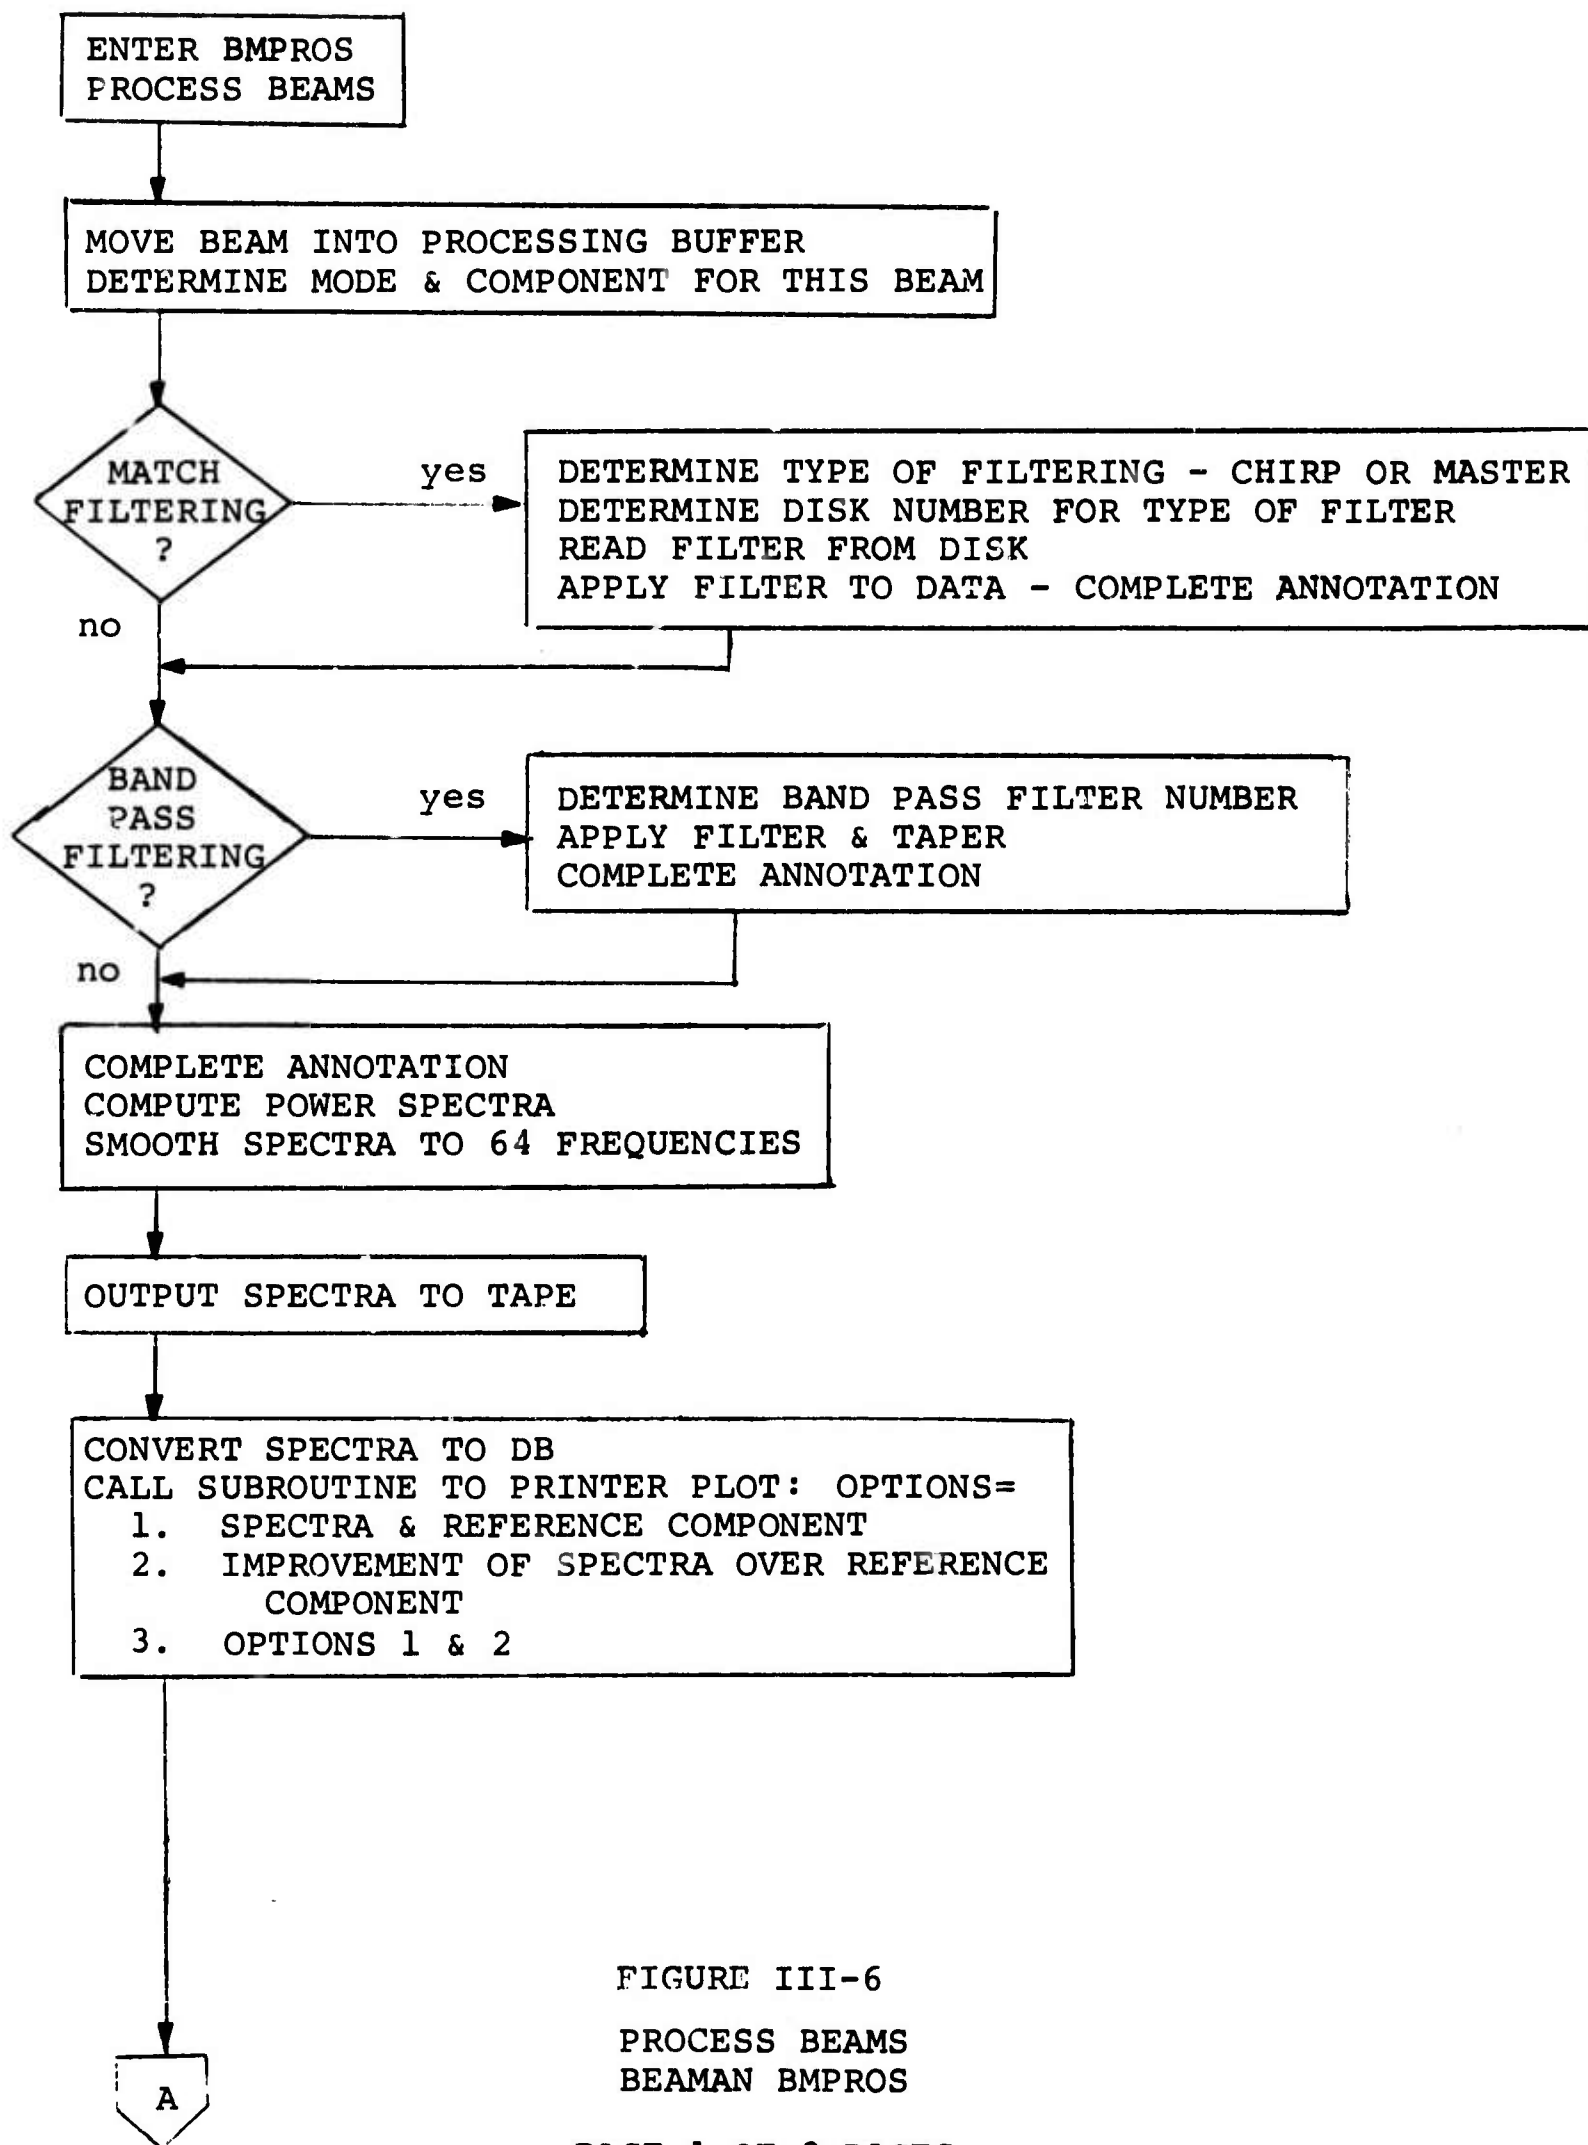 ENTER BMPROS
PROCESS BEAMS
MOVE BEAM INTO PROCESSING BUFFER
DETERMINE MODE & COMPONENT FOR THIS BEAM
MATCH
FILTERING
?
yes
DETERMINE TYPE OF FILTERING - CHIRP OR MASTER
DETERMINE DISK NUMBER FOR TYPE OF FILTER
READ FILTER FROM DISK
APPLY FILTER TO DATA - COMPLETE ANNOTATION
no
BAND
PASS
FILTERING
?
yes
DETERMINE BAND PASS FILTER NUMBER
APPLY FILTER & TAPER
COMPLETE ANNOTATION
no
COMPLETE ANNOTATION
COMPUTE POWER SPECTRA
SMOOTH SPECTRA TO 64 FREQUENCIES
OUTPUT SPECTRA TO TAPE
CONVERT SPECTRA TO DB
CALL SUBROUTINE TO PRINTER PLOT: OPTIONS=
1. SPECTRA & REFERENCE COMPONENT
2. IMPROVEMENT OF SPECTRA OVER REFERENCE
COMPONENT
3. OPTIONS 1 & 2
A
FIGURE III-6
PROCESS BEAMS
BEAMAN BMPROS